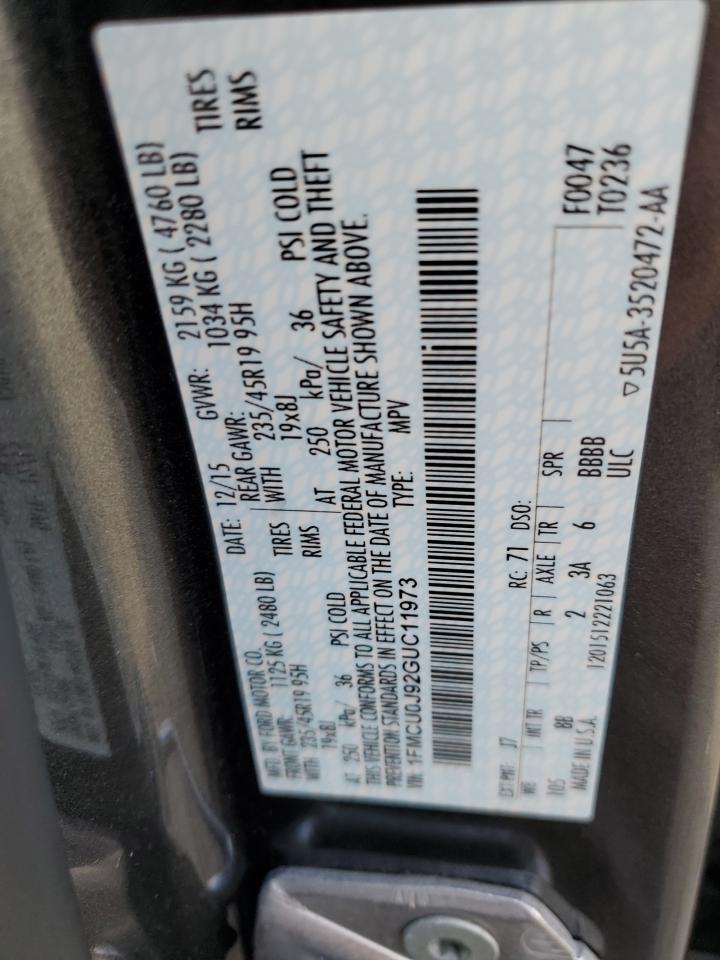 MFD. BY FORD MOTOR CO.
DATE: 12/15 GVWR: 2159 KG ( 4760 LB)
FRONT GAWR: 1125 KG ( 2480 LB) REAR GAWR: 1034 KG ( 2280 LB)
WITH 235/45R19 95H TIRES WITH 235/45R19 95H TIRES
19x8J RIMS 19x8J RIMS
AT 250 kPa/ 36 PSI COLD AT 250 kPa/ 36 PSI COLD
THIS VEHICLE CONFORMS TO ALL APPLICABLE FEDERAL MOTOR VEHICLE SAFETY AND THEFT
PREVENTION STANDARDS IN EFFECT ON THE DATE OF MANUFACTURE SHOWN ABOVE.
VIN: 1FMCU0J92GUC11973 TYPE: MPV
EXT PNT: J7 RC: 71 DSO:
WB INT TR TP/PS R AXLE TR SPR
105 8B 2 3A 6 BBBB
MADE IN U.S.A. ULC
1201512221063
F0047
T0236
▽ 5U5A-3520472-AA